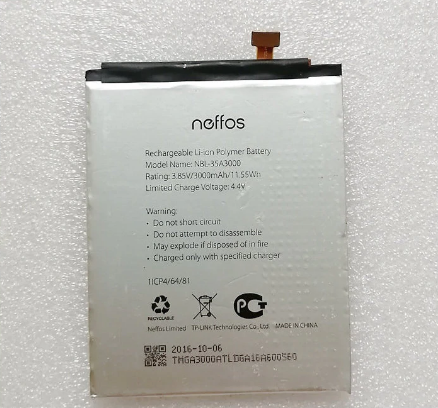 neffos
Rechargeable Li-ion Polymer Battery
Model Name: NBL-35A3000
Rating: 3.85V/3000mAh/11.55Wh
Limited Charge Voltage: 4.4V
Warning:
• Do not short circuit
• Do not attempt to disassemble
• May explode if disposed of in fire
• Charged only with specified charger
1ICP4/64/81
RECYCLABLE
Neffos Limited TP-LINK Technologies Co., Ltd. MADE IN CHINA
2016-10-06
TMGA3000ATLDGA16A600560